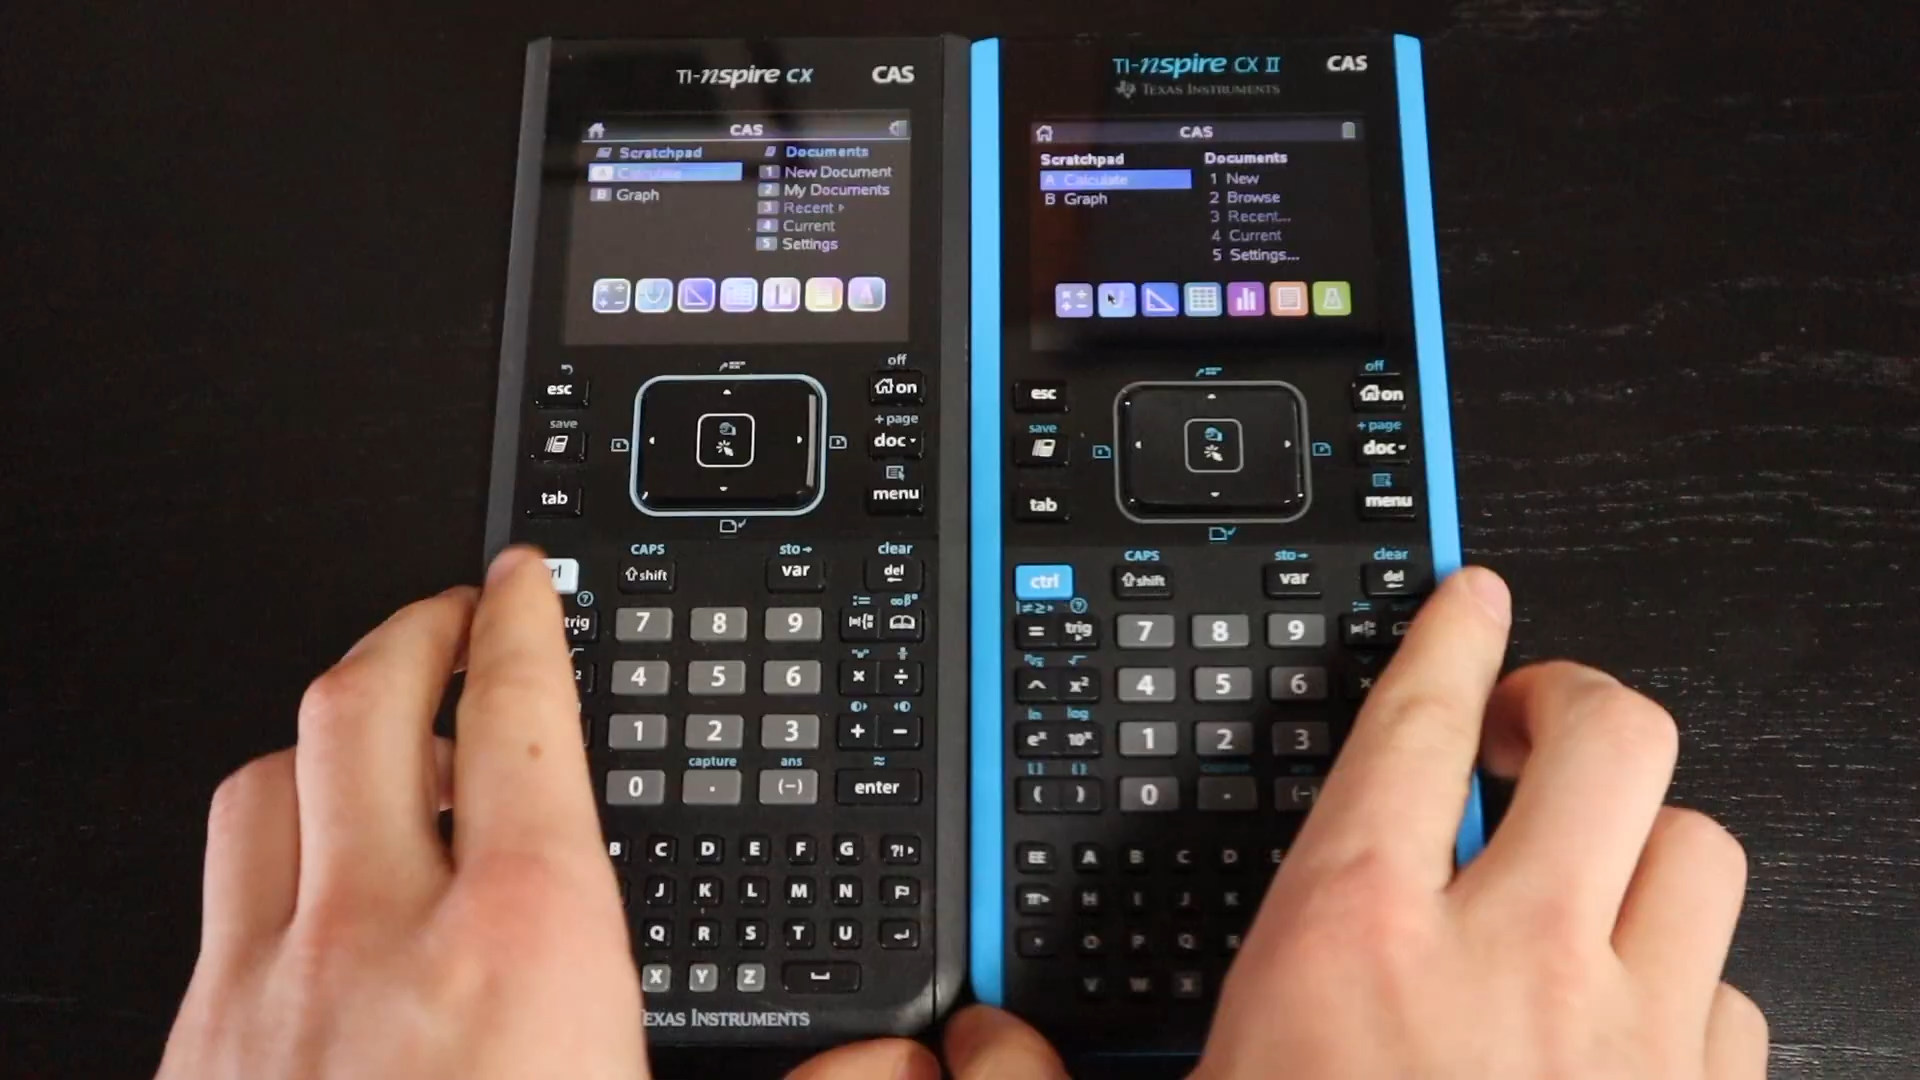 TI-nspire CX CAS
CAS
Scratchpad
A Calculate
B Graph
Documents
1 New Document
2 My Documents
3 Recent
4 Current
5 Settings
esc
off
on
save
+ page
doc
tab
menu
CAPS
sto→
clear
shift
var
del
trig
7 8 9
4 5 6
× ÷
1 2 3
+ −
capture
ans
≈
0 . (−)
enter
B C D E F G ?!
J K L M N
Q R S T U
X Y Z
TI-nspire CX II CAS
TEXAS INSTRUMENTS
CAS
Scratchpad
A Calculate
B Graph
Documents
1 New
2 Browse
3 Recent...
4 Current
5 Settings...
esc
off
on
save
+ page
doc
tab
menu
CAPS
sto→
clear
ctrl
shift
var
del
= trig
7 8 9
^ x²
4 5 6
ln log
eˣ 10ˣ
1 2 3
( )
0 . (−)
EE A B C D E
π H I J K
, O P Q R
V W X